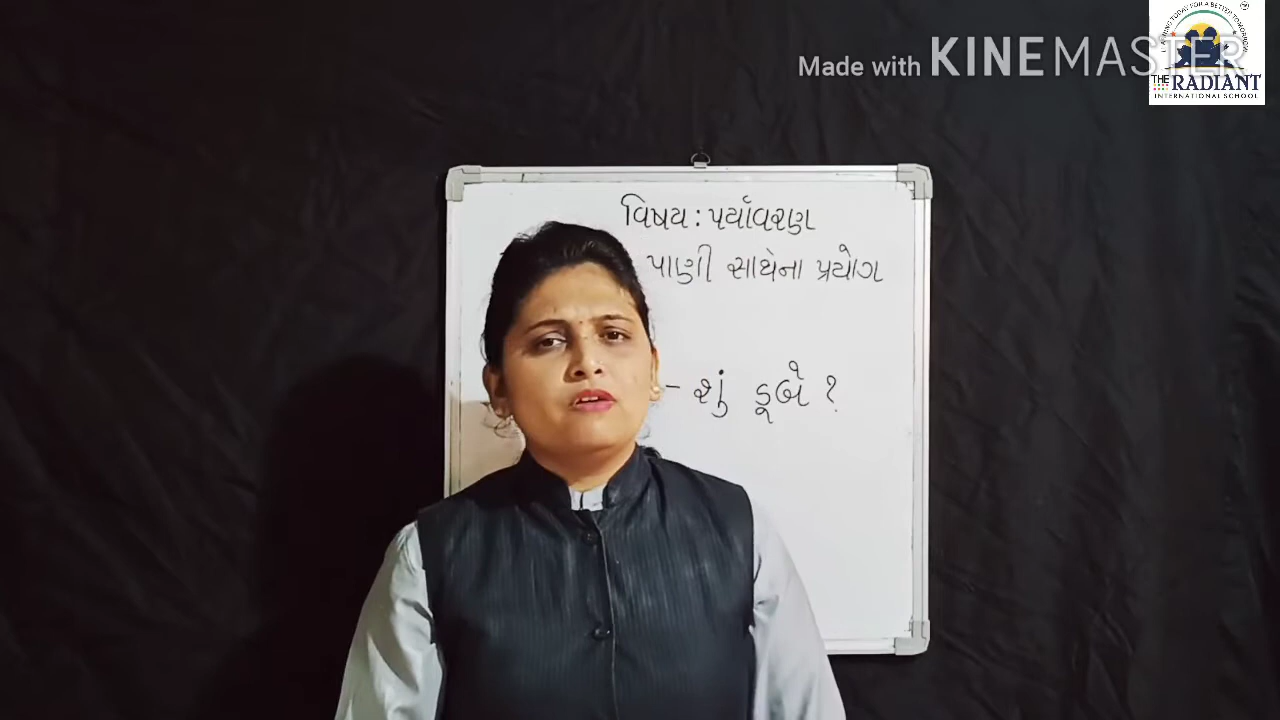 Made with KINEMASTER
THE RADIANT
INTERNATIONAL SCHOOL
વિષય : પર્યાવરણ
પાણી સાથેના પ્રયોગ
- શું ડૂબે ?